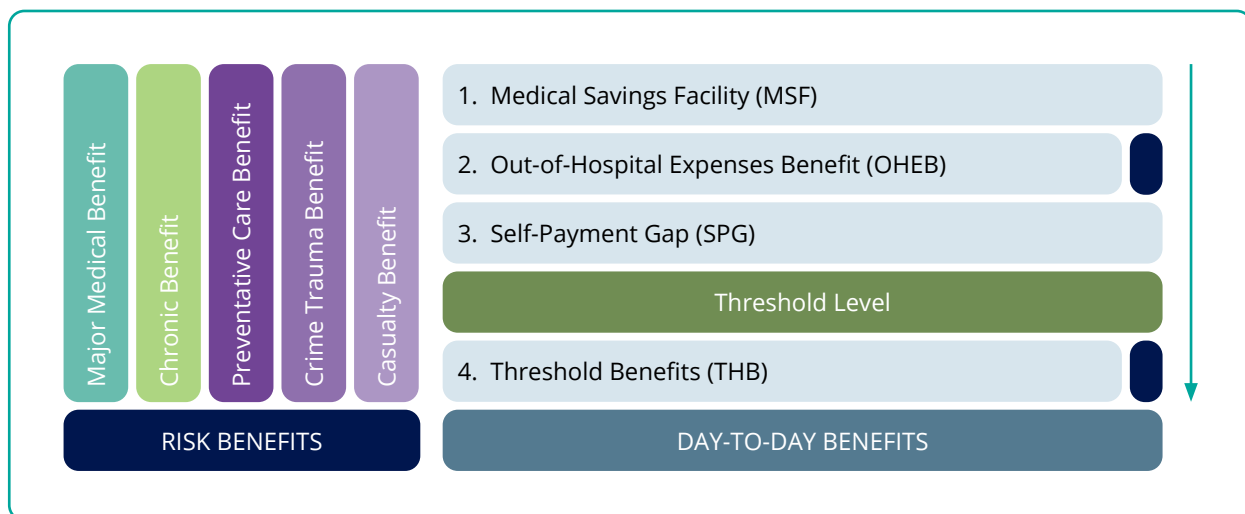 Major Medical Benefit
Chronic Benefit
Preventative Care Benefit
Crime Trauma Benefit
Casualty Benefit
RISK BENEFITS
1. Medical Savings Facility (MSF)
2. Out-of-Hospital Expenses Benefit (OHEB)
3. Self-Payment Gap (SPG)
Threshold Level
4. Threshold Benefits (THB)
DAY-TO-DAY BENEFITS